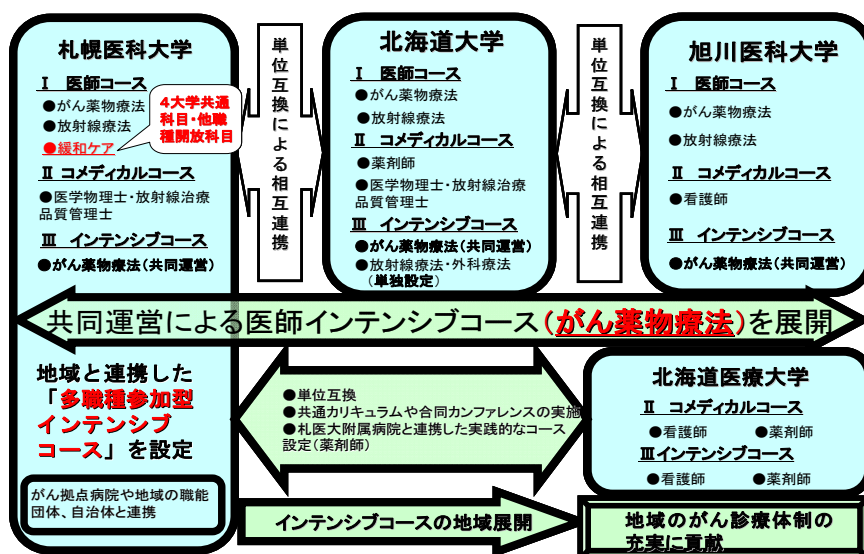 札幌医科大学
Ⅰ 医師コース
●がん薬物療法
●放射線療法
●緩和ケア
4大学共通
科目・他職
種開放科目
Ⅱ コメディカルコース
●医学物理士・放射線治療
品質管理士
Ⅲ インテンシブコース
●がん薬物療法(共同運営)
単位互換による相互連携
北海道大学
Ⅰ 医師コース
●がん薬物療法
●放射線療法
Ⅱ コメディカルコース
●薬剤師
●医学物理士・放射線治療
品質管理士
Ⅲ インテンシブコース
●がん薬物療法(共同運営)
●放射線療法・外科療法
(単独設定)
単位互換による相互連携
旭川医科大学
Ⅰ 医師コース
●がん薬物療法
●放射線療法
Ⅱ コメディカルコース
●看護師
Ⅲ インテンシブコース
●がん薬物療法(共同運営)
共同運営による医師インテンシブコース(がん薬物療法)を展開
地域と連携した
「多職種参加型
インテンシブ
コース」を設定
がん拠点病院や地域の職能
団体、自治体と連携
●単位互換
●共通カリキュラムや合同カンファレンスの実施
●札医大附属病院と連携した実践的なコース
設定(薬剤師)
北海道医療大学
Ⅱ コメディカルコース
●看護師 ●薬剤師
Ⅲインテンシブコース
●看護師 ●薬剤師
インテンシブコースの地域展開
地域のがん診療体制の
充実に貢献